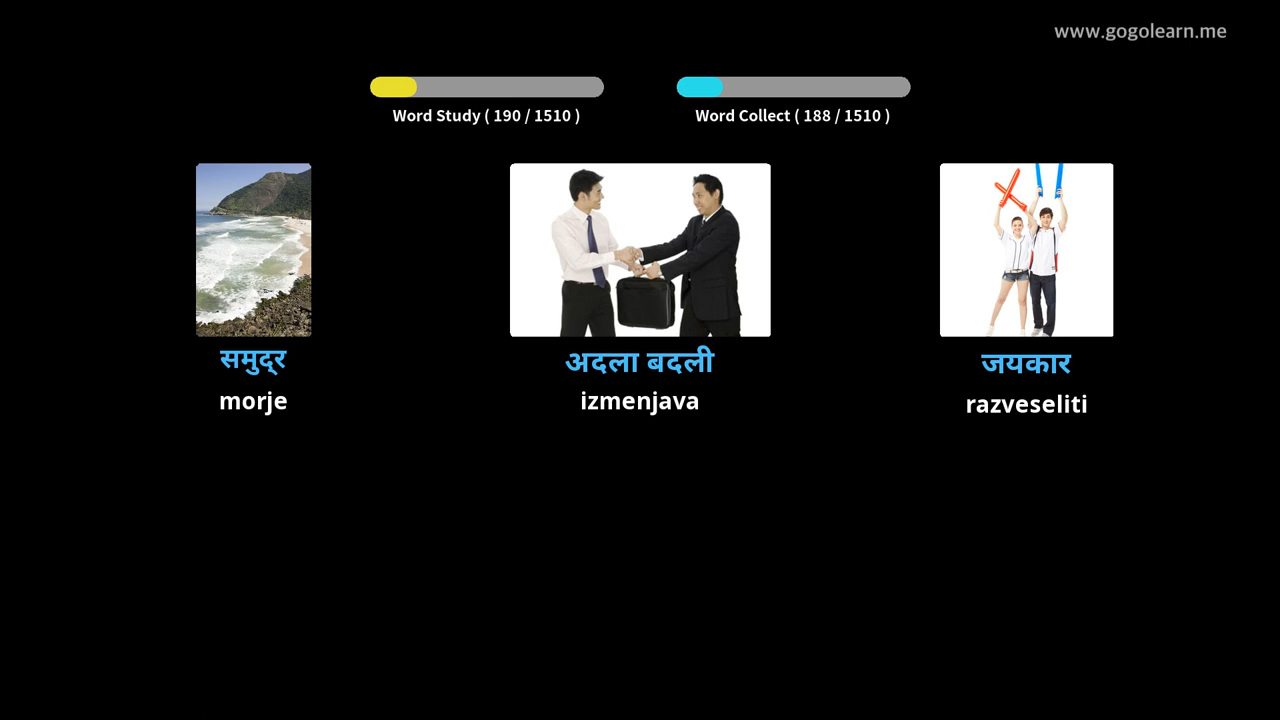 www.gogolearn.me
Word Study ( 190 / 1510 )
Word Collect ( 188 / 1510 )
समुद्र
morje
अदला बदली
izmenjava
जयकार
razveseliti